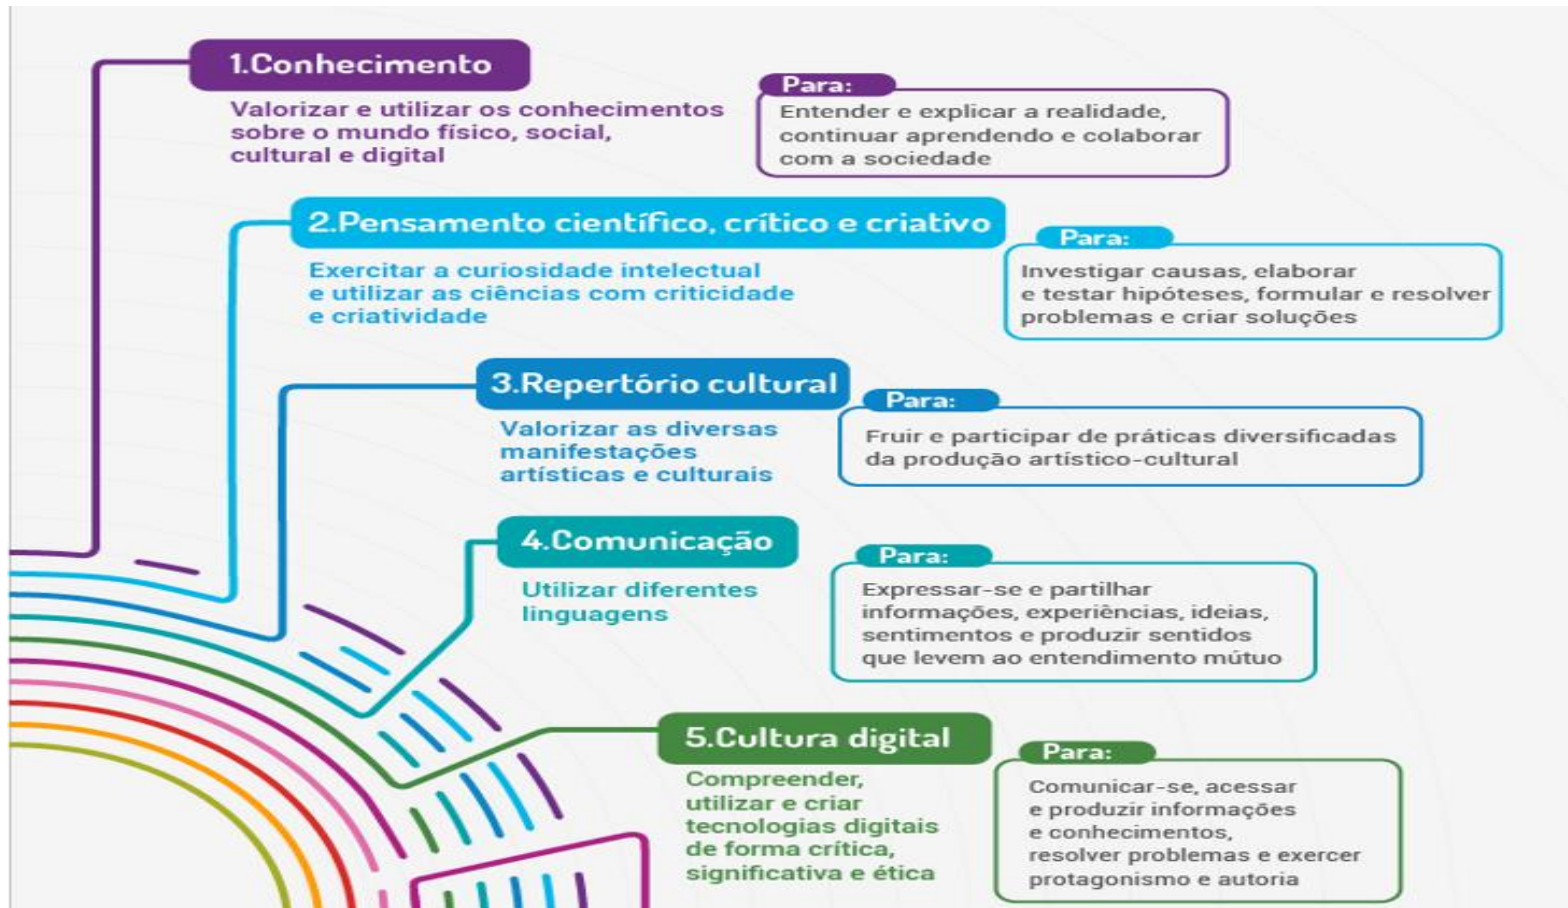 1.Conhecimento
Valorizar e utilizar os conhecimentos
sobre o mundo físico, social,
cultural e digital
Para:
Entender e explicar a realidade,
continuar aprendendo e colaborar
com a sociedade
2.Pensamento científico, crítico e criativo
Exercitar a curiosidade intelectual
e utilizar as ciências com criticidade
e criatividade
Para:
Investigar causas, elaborar
e testar hipóteses, formular e resolver
problemas e criar soluções
3.Repertório cultural
Valorizar as diversas
manifestações
artísticas e culturais
Para:
Fruir e participar de práticas diversificadas
da produção artístico-cultural
4.Comunicação
Utilizar diferentes
linguagens
Para:
Expressar-se e partilhar
informações, experiências, ideias,
sentimentos e produzir sentidos
que levem ao entendimento mútuo
5.Cultura digital
Compreender,
utilizar e criar
tecnologias digitais
de forma crítica,
significativa e ética
Para:
Comunicar-se, acessar
e produzir informações
e conhecimentos,
resolver problemas e exercer
protagonismo e autoria